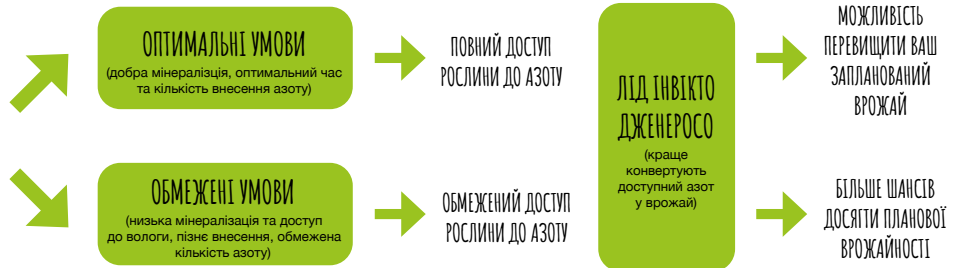 ОПТИМАЛЬНІ УМОВИ
(добра мінералізція, оптимальний час
та кількість внесення азоту)
ПОВНИЙ ДОСТУП
РОСЛИНИ ДО АЗОТУ
ОБМЕЖЕНІ УМОВИ
(низька мінералізація та доступ
до вологи, пізнє внесення, обмежена
кількість азоту)
ОБМЕЖЕНИЙ ДОСТУП
РОСЛИНИ ДО АЗОТУ
ЛІД ІНВІКТО
ДЖЕНЕРОСО
(краще
конвертують
доступний азот
у врожай)
МОЖЛИВІСТЬ
ПЕРЕВИЩИТИ ВАШ
ЗАПЛАНОВАНИЙ
ВРОЖАЙ
БІЛЬШЕ ШАНСІВ
ДОСЯГТИ ПЛАНОВОЇ
ВРОЖАЙНОСТІ